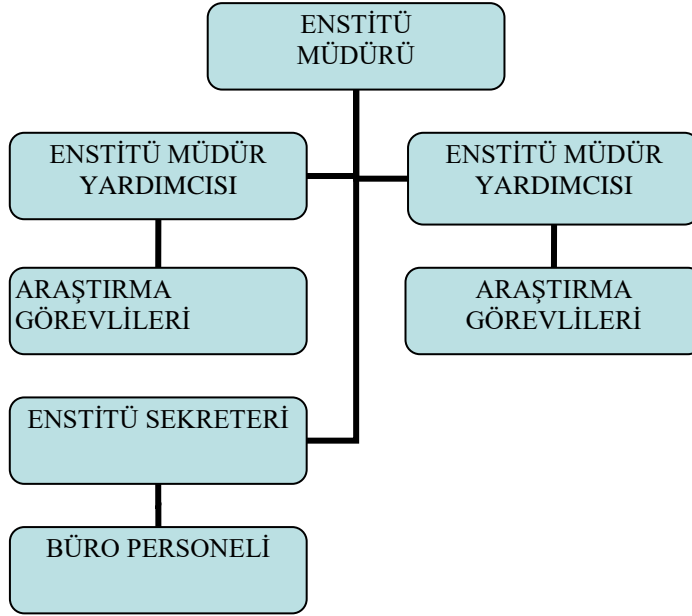 ENSTİTÜ
MÜDÜRÜ
ENSTİTÜ MÜDÜR
YARDIMCISI
ENSTİTÜ MÜDÜR
YARDIMCISI
ARAŞTIRMA
GÖREVLİLERİ
ARAŞTIRMA
GÖREVLİLERİ
ENSTİTÜ SEKRETERİ
BÜRO PERSONELİ